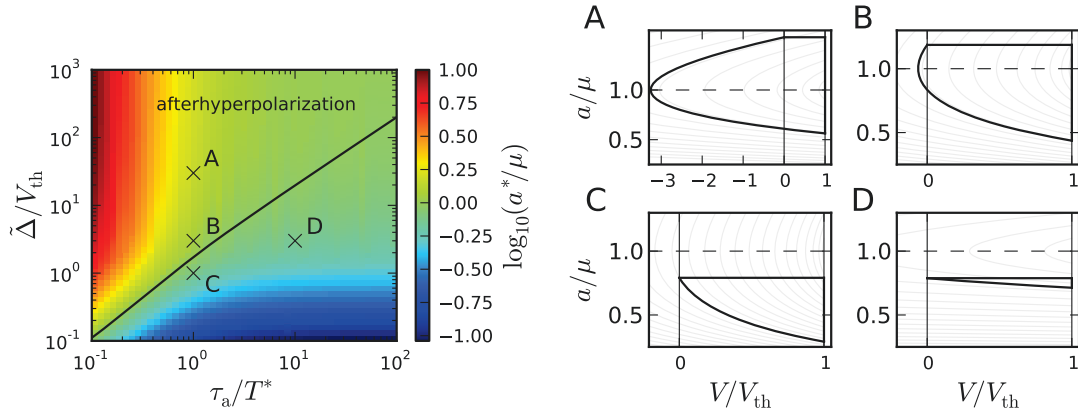 afterhyperpolarization
A
B
C
D
10^3
10^2
10^1
10^0
10^-1
Δ̃/V_th
10^-1 10^0 10^1 10^2
τ_a/T*
1.00
0.75
0.50
0.25
0.00
−0.25
−0.50
−0.75
−1.00
log_10(a*/μ)
A
1.0
0.5
a/μ
−3 −2 −1 0 1
B
1.0
0.5
0 1
C
1.0
0.5
a/μ
0 1
V/V_th
D
1.0
0.5
0 1
V/V_th